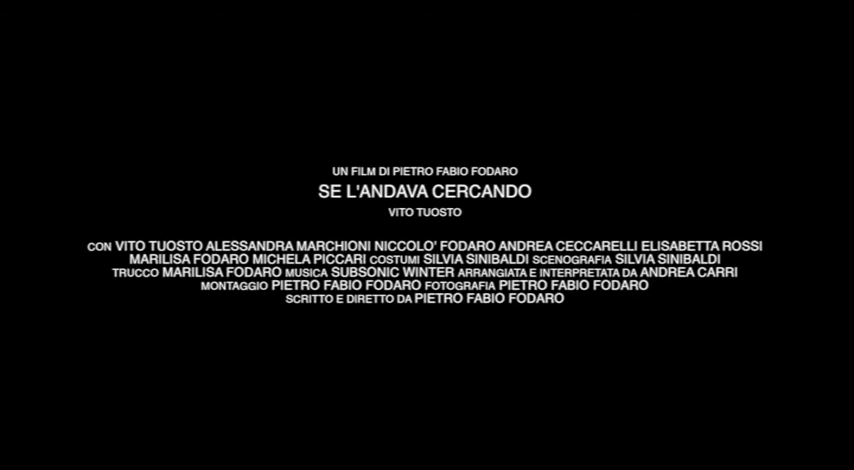 UN FILM DI PIETRO FABIO FODARO
SE L'ANDAVA CERCANDO
VITO TUOSTO
CON VITO TUOSTO ALESSANDRA MARCHIONI NICCOLO' FODARO ANDREA CECCARELLI ELISABETTA ROSSI
MARILISA FODARO MICHELA PICCARI COSTUMI SILVIA SINIBALDI SCENOGRAFIA SILVIA SINIBALDI
TRUCCO MARILISA FODARO MUSICA SUBSONIC WINTER ARRANGIATA E INTERPRETATA DA ANDREA CARRI
MONTAGGIO PIETRO FABIO FODARO FOTOGRAFIA PIETRO FABIO FODARO
SCRITTO E DIRETTO DA PIETRO FABIO FODARO